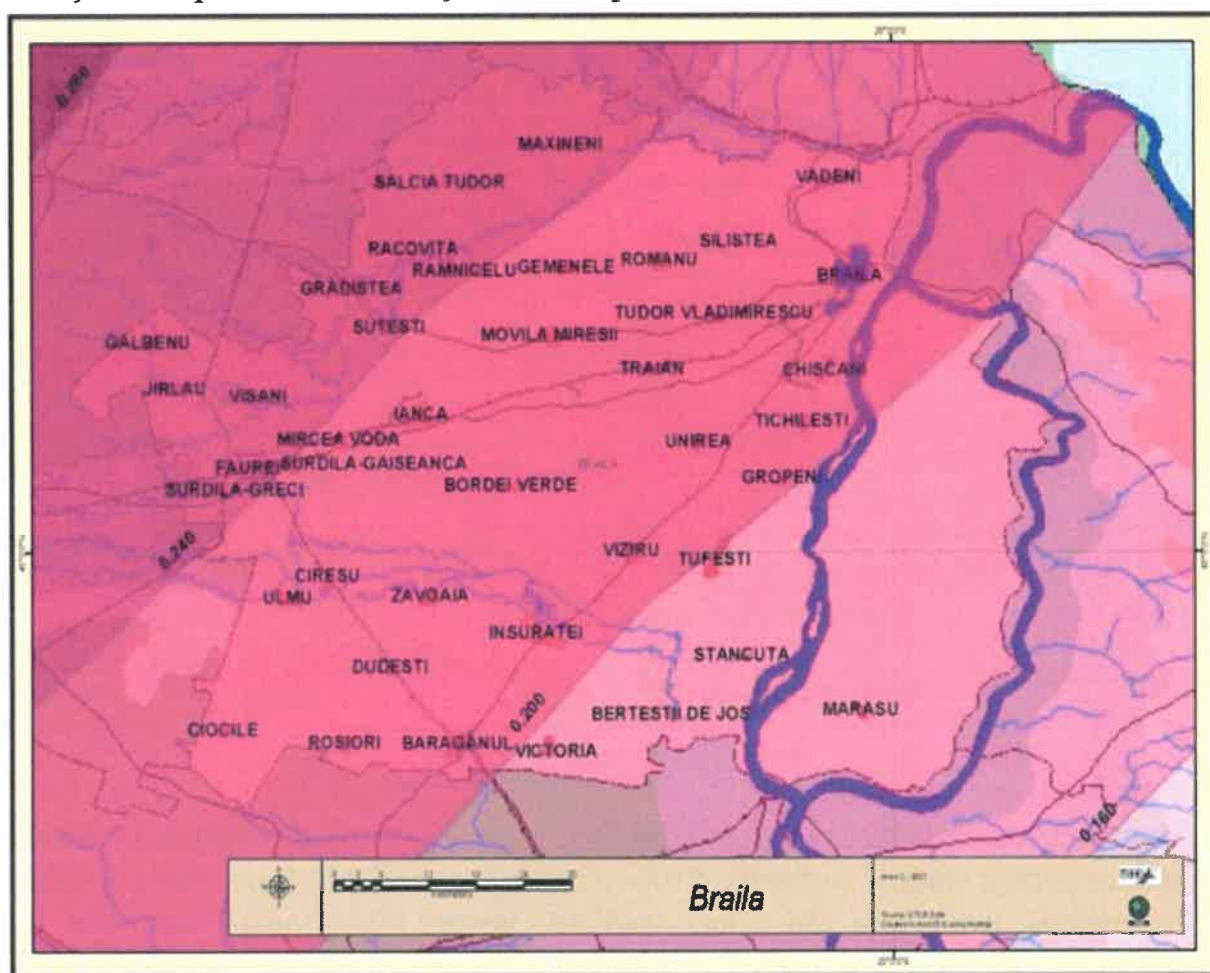 0.280
MAXINENI
SALCIA TUDOR
VADENI
RACOVITA
SILISTEA
RAMNICELU
GEMENELE
ROMANU
GRADISTEA
BRAILA
SUTESTI
TUDOR VLADIMIRESCU
MOVILA MIRESII
GALBENU
JIRLAU
VISANI
TRAIAN
CHISCANI
IANCA
TICHILESTI
MIRCEA VODA
UNIREA
FAUREI
SURDILA-GAISEANCA
SURDILA-GRECI
BORDEI VERDE
GROPENI
0.240
VIZIRU
TUFESTI
CIRESU
ULMU
ZAVOAIA
INSURATEI
STANCUTA
DUDESTI
0.200
BERTESTII DE JOS
MARASU
CIOCILE
ROSIORI
BARAGANUL
VICTORIA
0.160
Braila